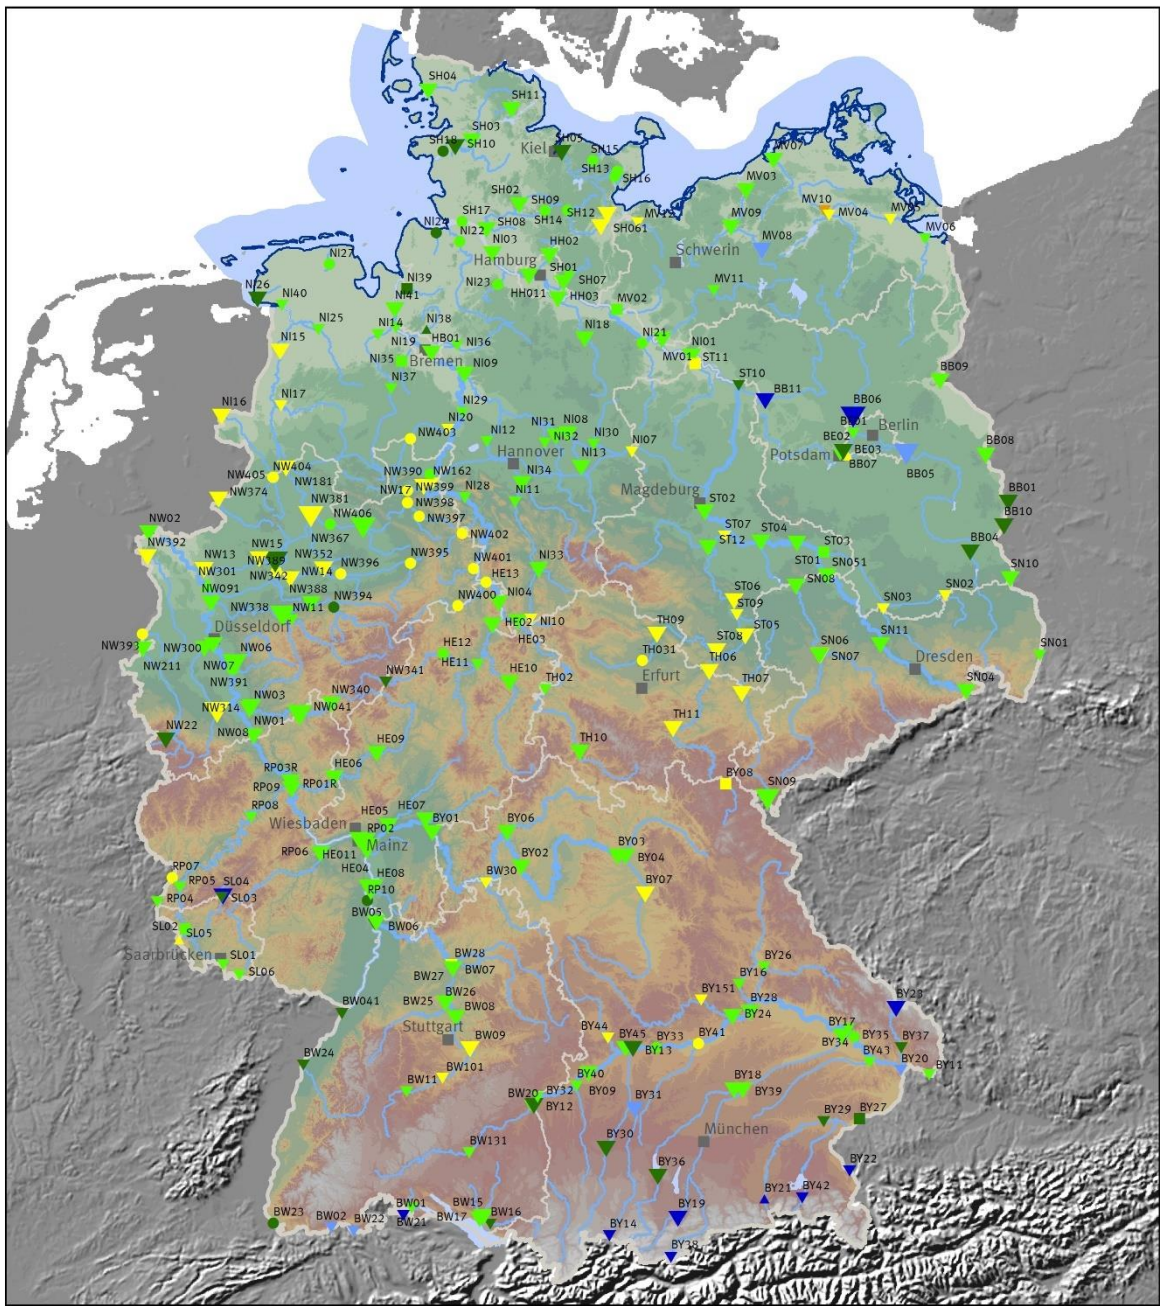 SH04
SH11
SH03
SH18
SH10
Kiel
SH05
SH15
SH13
SH16
MV07
MV03
SH02
SH09
SH12
SH14
SH17
SH08
SH061
MV12
MV09
MV10
MV04
MV05
MV06
MV08
NI24
NI22
NI03
HH02
Hamburg
SH01
SH07
Schwerin
NI27
NI26
NI39
NI23
HH011
HH03
MV11
MV02
NI40
NI41
NI25
NI14
NI38
HB01
NI19
NI36
NI18
NI21
NI01
MV01
ST11
NI15
NI35
Bremen
NI09
NI37
ST10
BB11
BB09
NI17
NI16
NI29
NI20
BB06
BE01
Berlin
NW403
NI12
NI31
NI08
NI32
NI30
NI07
BE02
BE03
Potsdam
BB07
BB05
BB08
Hannover
NI13
NW404
NW405
NW181
NW390
NW162
NI34
NW399
NW17
NI28
NI11
Magdeburg
ST02
BB01
BB10
NW374
NW381
NW398
NW397
NW406
NW367
NW402
ST07
ST12
ST04
ST03
BB04
NW02
NW392
NW13
NW15
NW352
NW389
NW301
NW342
NW14
NW396
NW395
NW401
HE13
NI33
ST01
SN051
SN08
SN10
NW091
NW388
NW394
NW400
NI04
ST06
ST09
SN02
SN03
NW338
NW11
Düsseldorf
HE02
NI10
HE03
TH09
ST05
ST08
SN11
SN06
NW393
NW300
NW211
NW07
NW06
HE12
HE11
HE10
TH031
TH06
SN07
SN01
Dresden
NW391
NW341
NW03
NW340
TH02
Erfurt
TH07
SN04
NW314
NW041
NW01
NW22
NW08
TH11
HE09
TH10
RP03R
HE06
RP01R
RP09
BY08
SN09
RP08
HE05
HE07
BY01
BY06
Wiesbaden
RP02
Mainz
RP06
HE011
BY03
BY04
BY02
HE04
HE08
RP07
RP05
RP04
SL04
SL03
RP10
BW30
BY07
SL02
SL05
BW05
BW06
Saarbrücken
SL01
SL06
BW28
BW27
BW07
BY26
BY16
BW041
BW26
BW25
BW08
Stuttgart
BW09
BY151
BY28
BY24
BY23
BY44
BY45
BY13
BY33
BY41
BY17
BY34
BY35
BY37
BY43
BY20
BY11
BW24
BW101
BW11
BY40
BY09
BY32
BW20
BY12
BY31
BY18
BY39
BY29
BY27
München
BW131
BY30
BY36
BY22
BY21
BY42
BW23
BW02
BW22
BW01
BW21
BW17
BW15
BW16
BY14
BY19
BY38